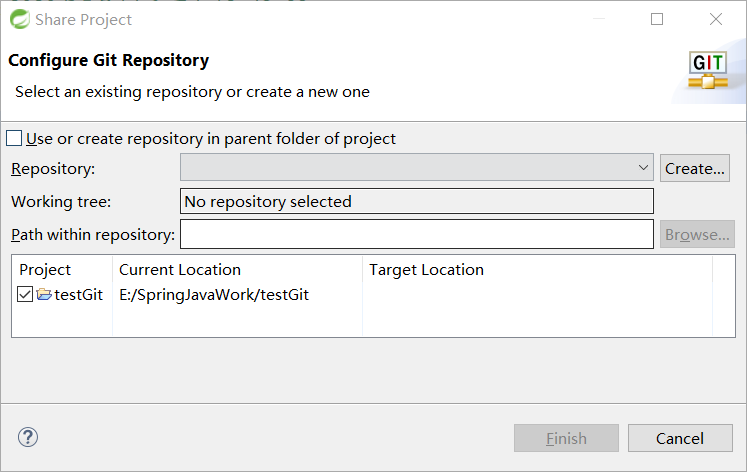 Share Project
Configure Git Repository
Select an existing repository or create a new one
GIT
Use or create repository in parent folder of project
Repository: Create...
Working tree: No repository selected
Path within repository: Browse...
Project Current Location Target Location
testGit E:/SpringJavaWork/testGit
? Finish Cancel